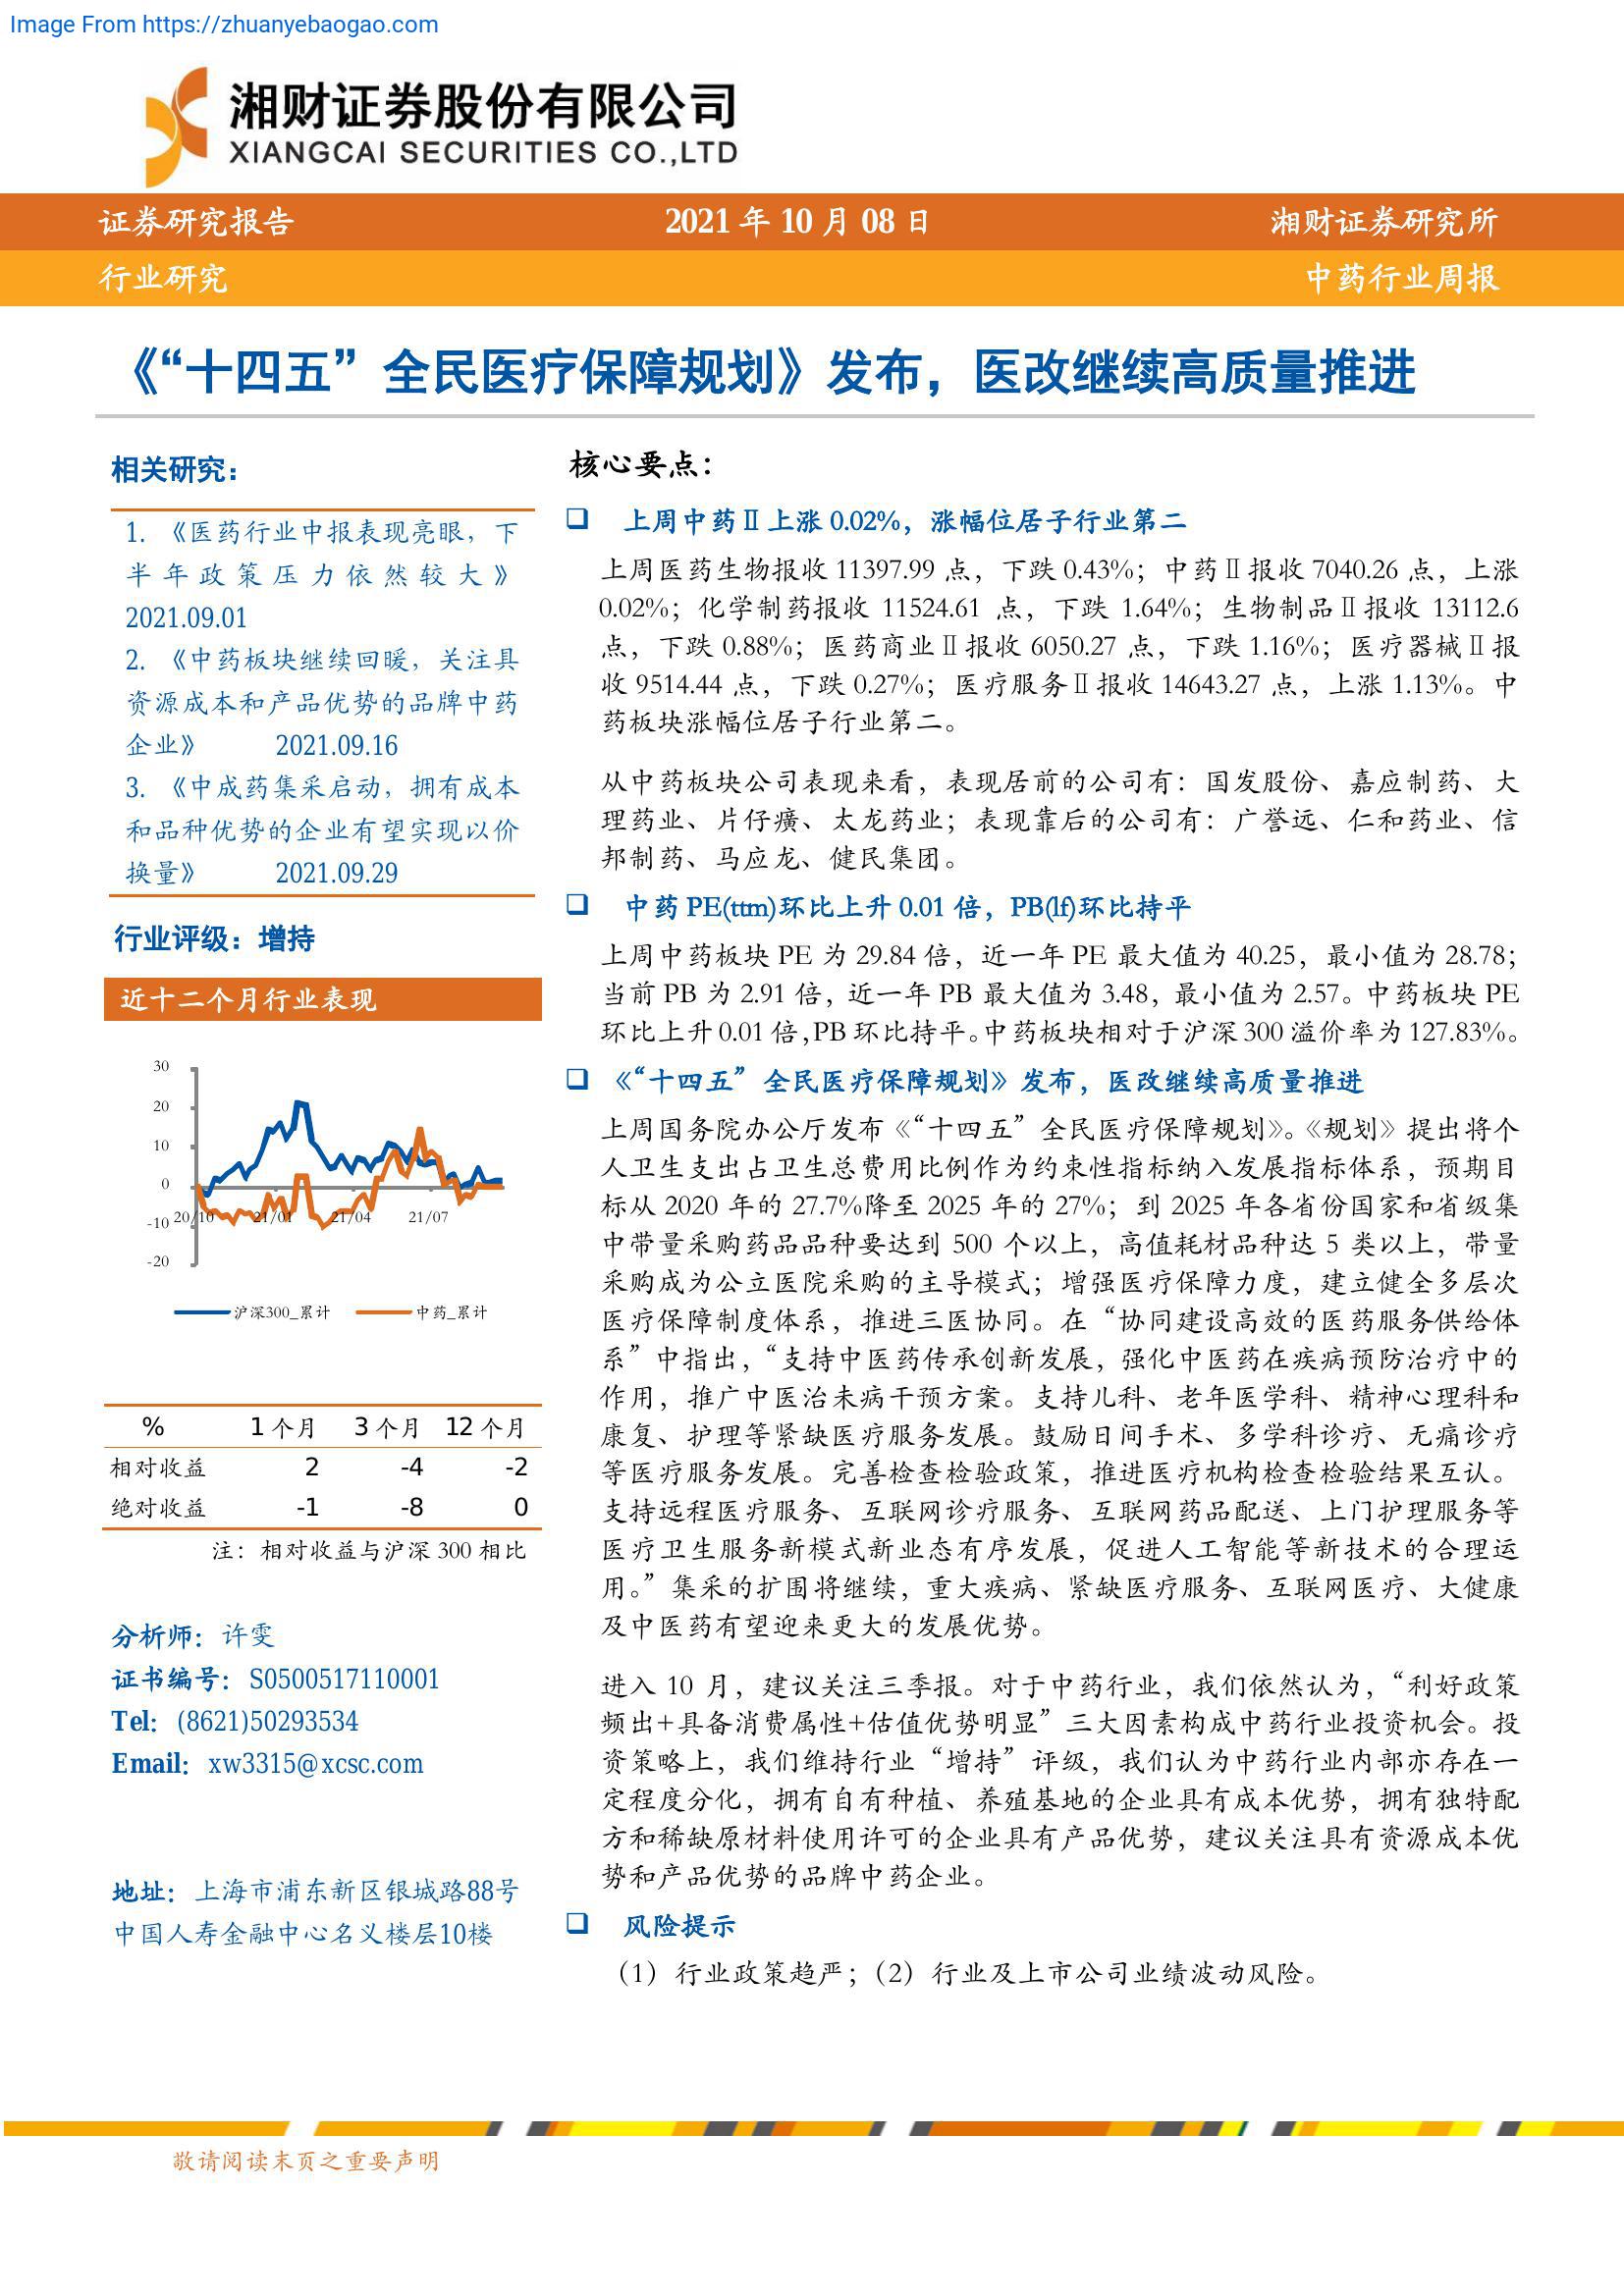 Image From https://zhuanyebaogao.com
湘财证券股份有限公司
XIANGCAI SECURITIES CO.,LTD
证券研究报告 2021 年 10 月 08 日 湘财证券研究所
行业研究 中药行业周报
《“十四五”全民医疗保障规划》发布，医改继续高质量推进
相关研究：
1. 《医药行业中报表现亮眼，下
半年政策压力依然较大》
2021.09.01
2. 《中药板块继续回暖，关注具
资源成本和产品优势的品牌中药
企业》 2021.09.16
3. 《中成药集采启动，拥有成本
和品种优势的企业有望实现以价
换量》 2021.09.29
行业评级：增持
近十二个月行业表现
30
20
10
0
-10
-20
20/10 21/01 21/04 21/07
沪深300_累计 中药_累计
% 1 个月 3 个月 12 个月
相对收益 2 -4 -2
绝对收益 -1 -8 0
注：相对收益与沪深 300 相比
分析师：许雯
证书编号：S0500517110001
Tel：(8621)50293534
Email：xw3315@xcsc.com
地址：上海市浦东新区银城路88号
中国人寿金融中心名义楼层10楼
核心要点：
❑ 上周中药Ⅱ上涨 0.02%，涨幅位居子行业第二
上周医药生物报收 11397.99 点，下跌 0.43%；中药Ⅱ报收 7040.26 点，上涨
0.02%；化学制药报收 11524.61 点，下跌 1.64%；生物制品Ⅱ报收 13112.6
点，下跌 0.88%；医药商业Ⅱ报收 6050.27 点，下跌 1.16%；医疗器械Ⅱ报
收 9514.44 点，下跌 0.27%；医疗服务Ⅱ报收 14643.27 点，上涨 1.13%。中
药板块涨幅位居子行业第二。
从中药板块公司表现来看，表现居前的公司有：国发股份、嘉应制药、大
理药业、片仔癀、太龙药业；表现靠后的公司有：广誉远、仁和药业、信
邦制药、马应龙、健民集团。
❑ 中药 PE(ttm)环比上升 0.01 倍，PB(lf)环比持平
上周中药板块 PE 为 29.84 倍，近一年 PE 最大值为 40.25，最小值为 28.78；
当前 PB 为 2.91 倍，近一年 PB 最大值为 3.48，最小值为 2.57。中药板块 PE
环比上升 0.01 倍，PB 环比持平。中药板块相对于沪深 300 溢价率为 127.83%。
❑ 《“十四五”全民医疗保障规划》发布，医改继续高质量推进
上周国务院办公厅发布《“十四五”全民医疗保障规划》。《规划》提出将个
人卫生支出占卫生总费用比例作为约束性指标纳入发展指标体系，预期目
标从 2020 年的 27.7%降至 2025 年的 27%；到 2025 年各省份国家和省级集
中带量采购药品品种要达到 500 个以上，高值耗材品种达 5 类以上，带量
采购成为公立医院采购的主导模式；增强医疗保障力度，建立健全多层次
医疗保障制度体系，推进三医协同。在“协同建设高效的医药服务供给体
系”中指出，“支持中医药传承创新发展，强化中医药在疾病预防治疗中的
作用，推广中医治未病干预方案。支持儿科、老年医学科、精神心理科和
康复、护理等紧缺医疗服务发展。鼓励日间手术、多学科诊疗、无痛诊疗
等医疗服务发展。完善检查检验政策，推进医疗机构检查检验结果互认。
支持远程医疗服务、互联网诊疗服务、互联网药品配送、上门护理服务等
医疗卫生服务新模式新业态有序发展，促进人工智能等新技术的合理运
用。”集采的扩围将继续，重大疾病、紧缺医疗服务、互联网医疗、大健康
及中医药有望迎来更大的发展优势。
进入 10 月，建议关注三季报。对于中药行业，我们依然认为，“利好政策
频出+具备消费属性+估值优势明显”三大因素构成中药行业投资机会。投
资策略上，我们维持行业“增持”评级，我们认为中药行业内部亦存在一
定程度分化，拥有自有种植、养殖基地的企业具有成本优势，拥有独特配
方和稀缺原材料使用许可的企业具有产品优势，建议关注具有资源成本优
势和产品优势的品牌中药企业。
❑ 风险提示
（1）行业政策趋严；（2）行业及上市公司业绩波动风险。
敬请阅读末页之重要声明